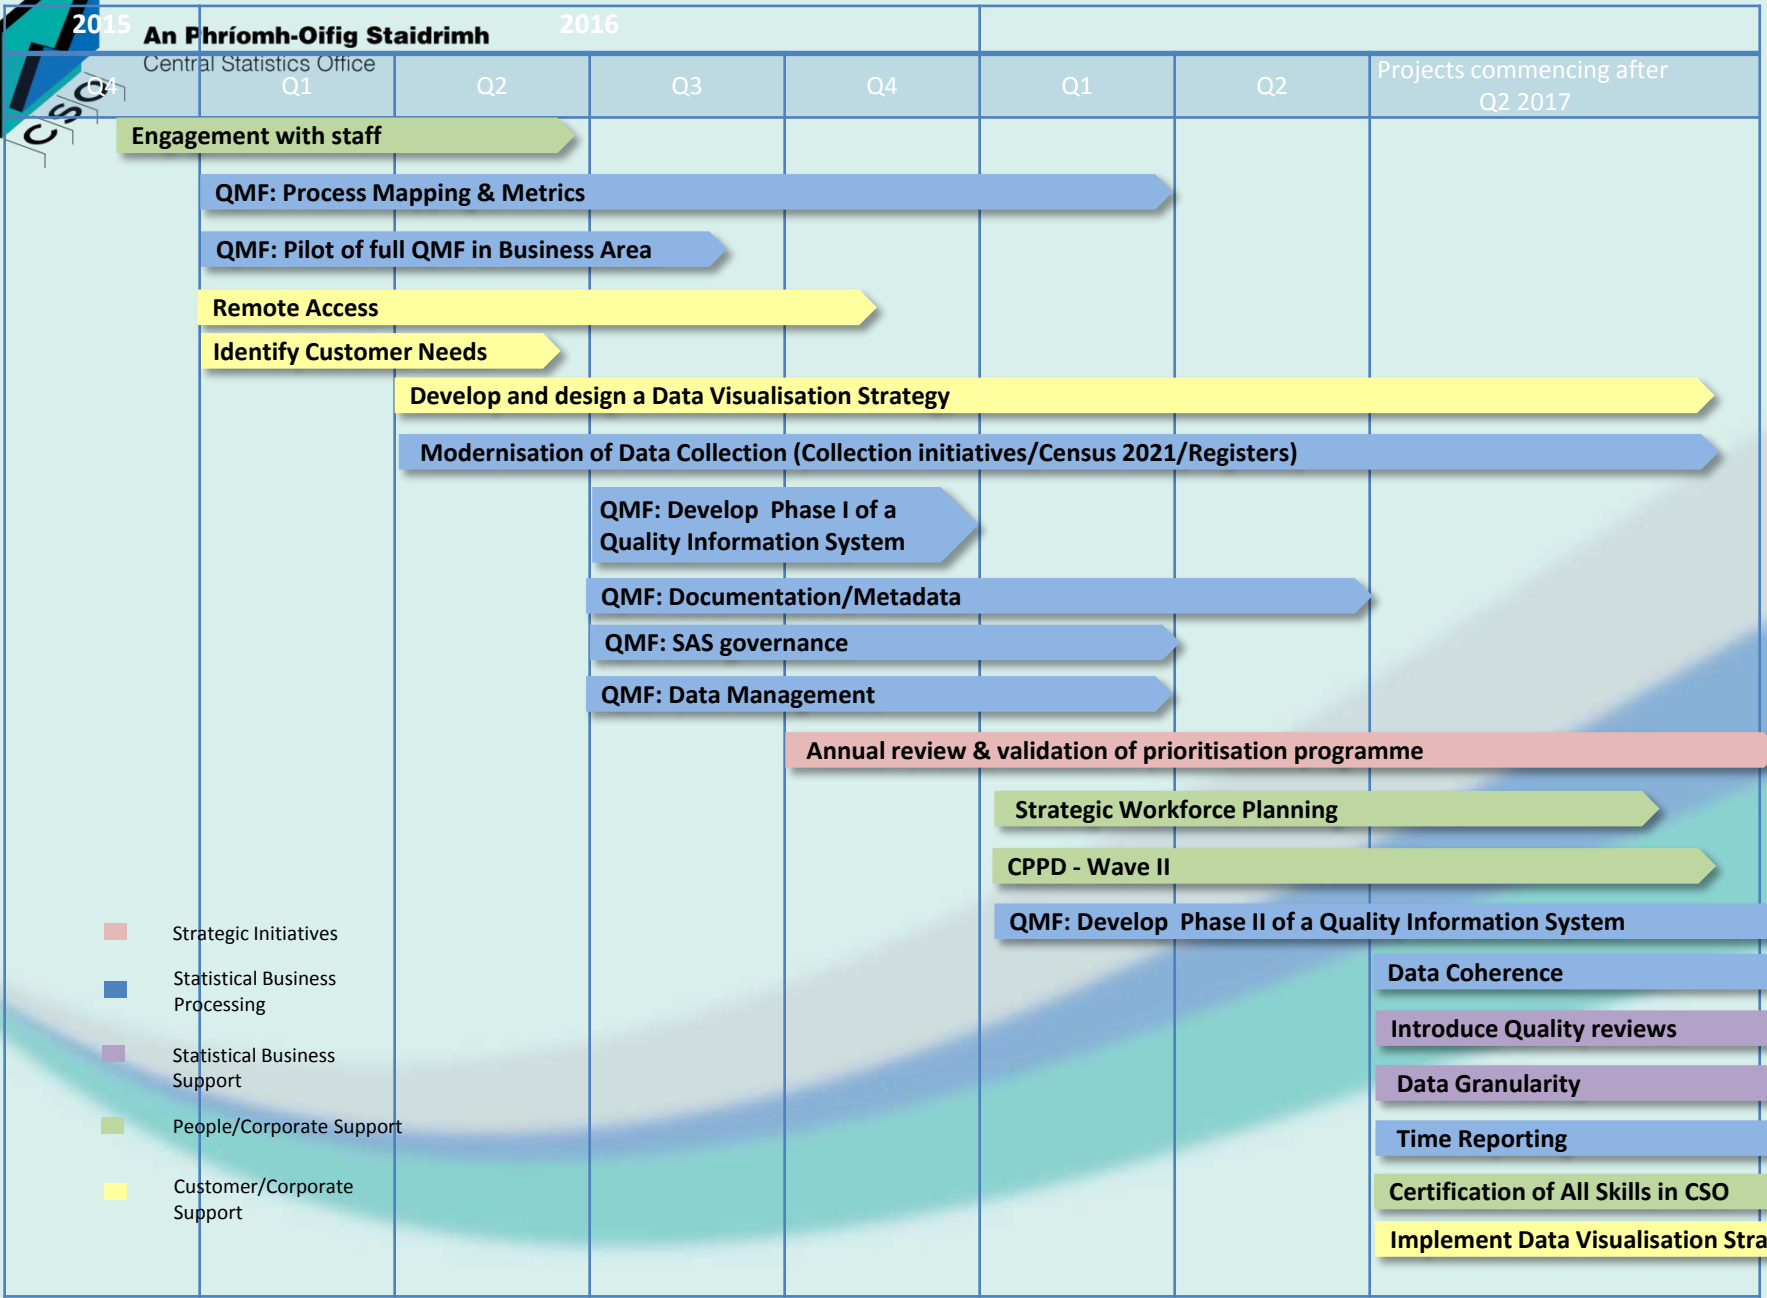 2015
2016
An Phríomh-Oifig Staidrimh
Central Statistics Office
CSO
Q4
Q1
Q2
Q3
Q4
Q1
Q2
Projects commencing after
Q2 2017
Engagement with staff
QMF: Process Mapping & Metrics
QMF: Pilot of full QMF in Business Area
Remote Access
Identify Customer Needs
Develop and design a Data Visualisation Strategy
Modernisation of Data Collection (Collection initiatives/Census 2021/Registers)
QMF: Develop Phase I of a
Quality Information System
QMF: Documentation/Metadata
QMF: SAS governance
QMF: Data Management
Annual review & validation of prioritisation programme
Strategic Workforce Planning
CPPD - Wave II
QMF: Develop Phase II of a Quality Information System
Data Coherence
Introduce Quality reviews
Data Granularity
Time Reporting
Certification of All Skills in CSO
Implement Data Visualisation Stra
Strategic Initiatives
Statistical Business
Processing
Statistical Business
Support
People/Corporate Support
Customer/Corporate
Support